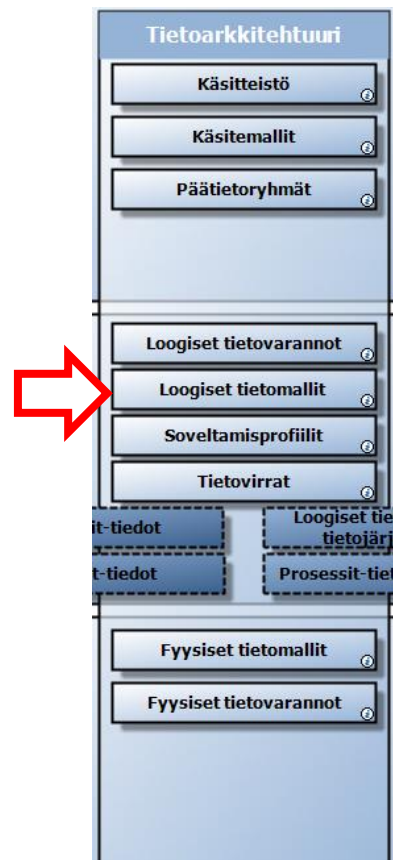 Tietoarkkitehtuuri
Käsitteistö
Käsitemallit
Päätietoryhmät
Loogiset tietovarannot
Loogiset tietomallit
Soveltamisprofiilit
Tietovirrat
it-tiedot
Loogiset tie
tietojärj
t-tiedot
Prosessit-tiet
Fyysiset tietomallit
Fyysiset tietovarannot